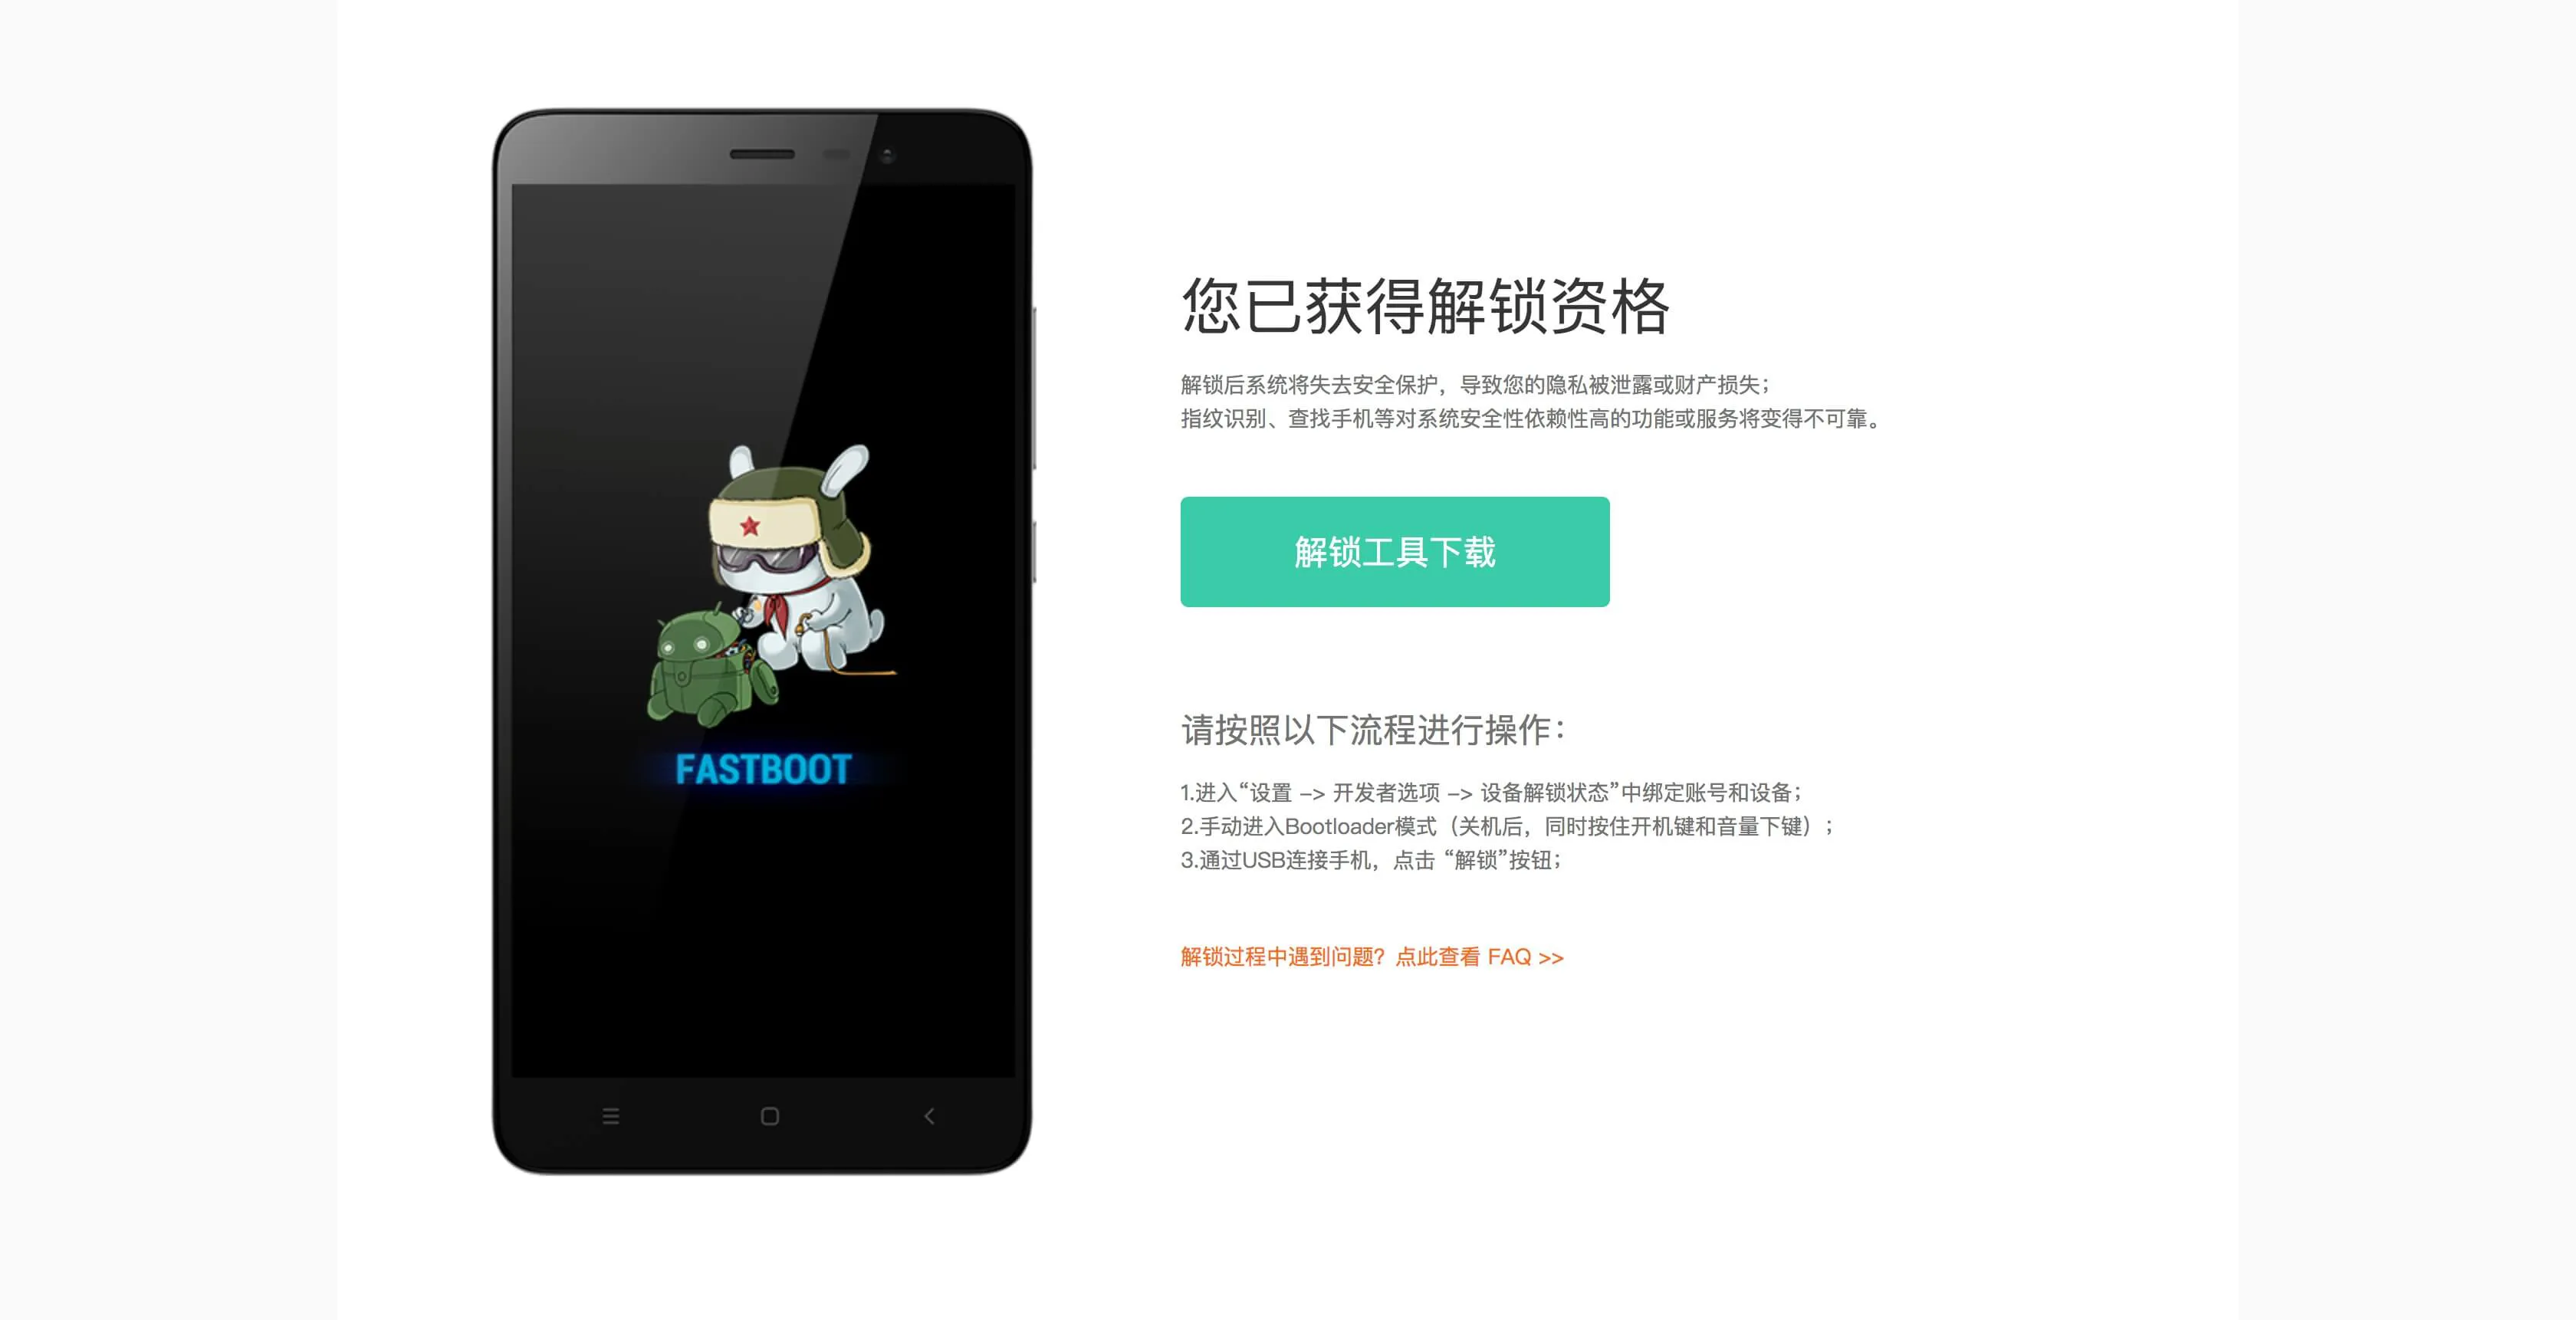 FASTBOOT
您已获得解锁资格
解锁后系统将失去安全保护，导致您的隐私被泄露或财产损失；
指纹识别、查找手机等对系统安全性依赖性高的功能或服务将变得不可靠。
解锁工具下载
请按照以下流程进行操作：
1.进入“设置 –> 开发者选项 –> 设备解锁状态”中绑定账号和设备；
2.手动进入Bootloader模式（关机后，同时按住开机键和音量下键）；
3.通过USB连接手机，点击 “解锁”按钮；
解锁过程中遇到问题？点此查看 FAQ >>